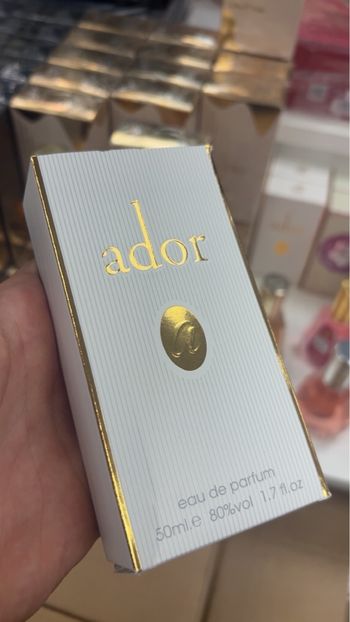 ador
eau de parfum
50ml.e 80%vol 1.7 fl.oz